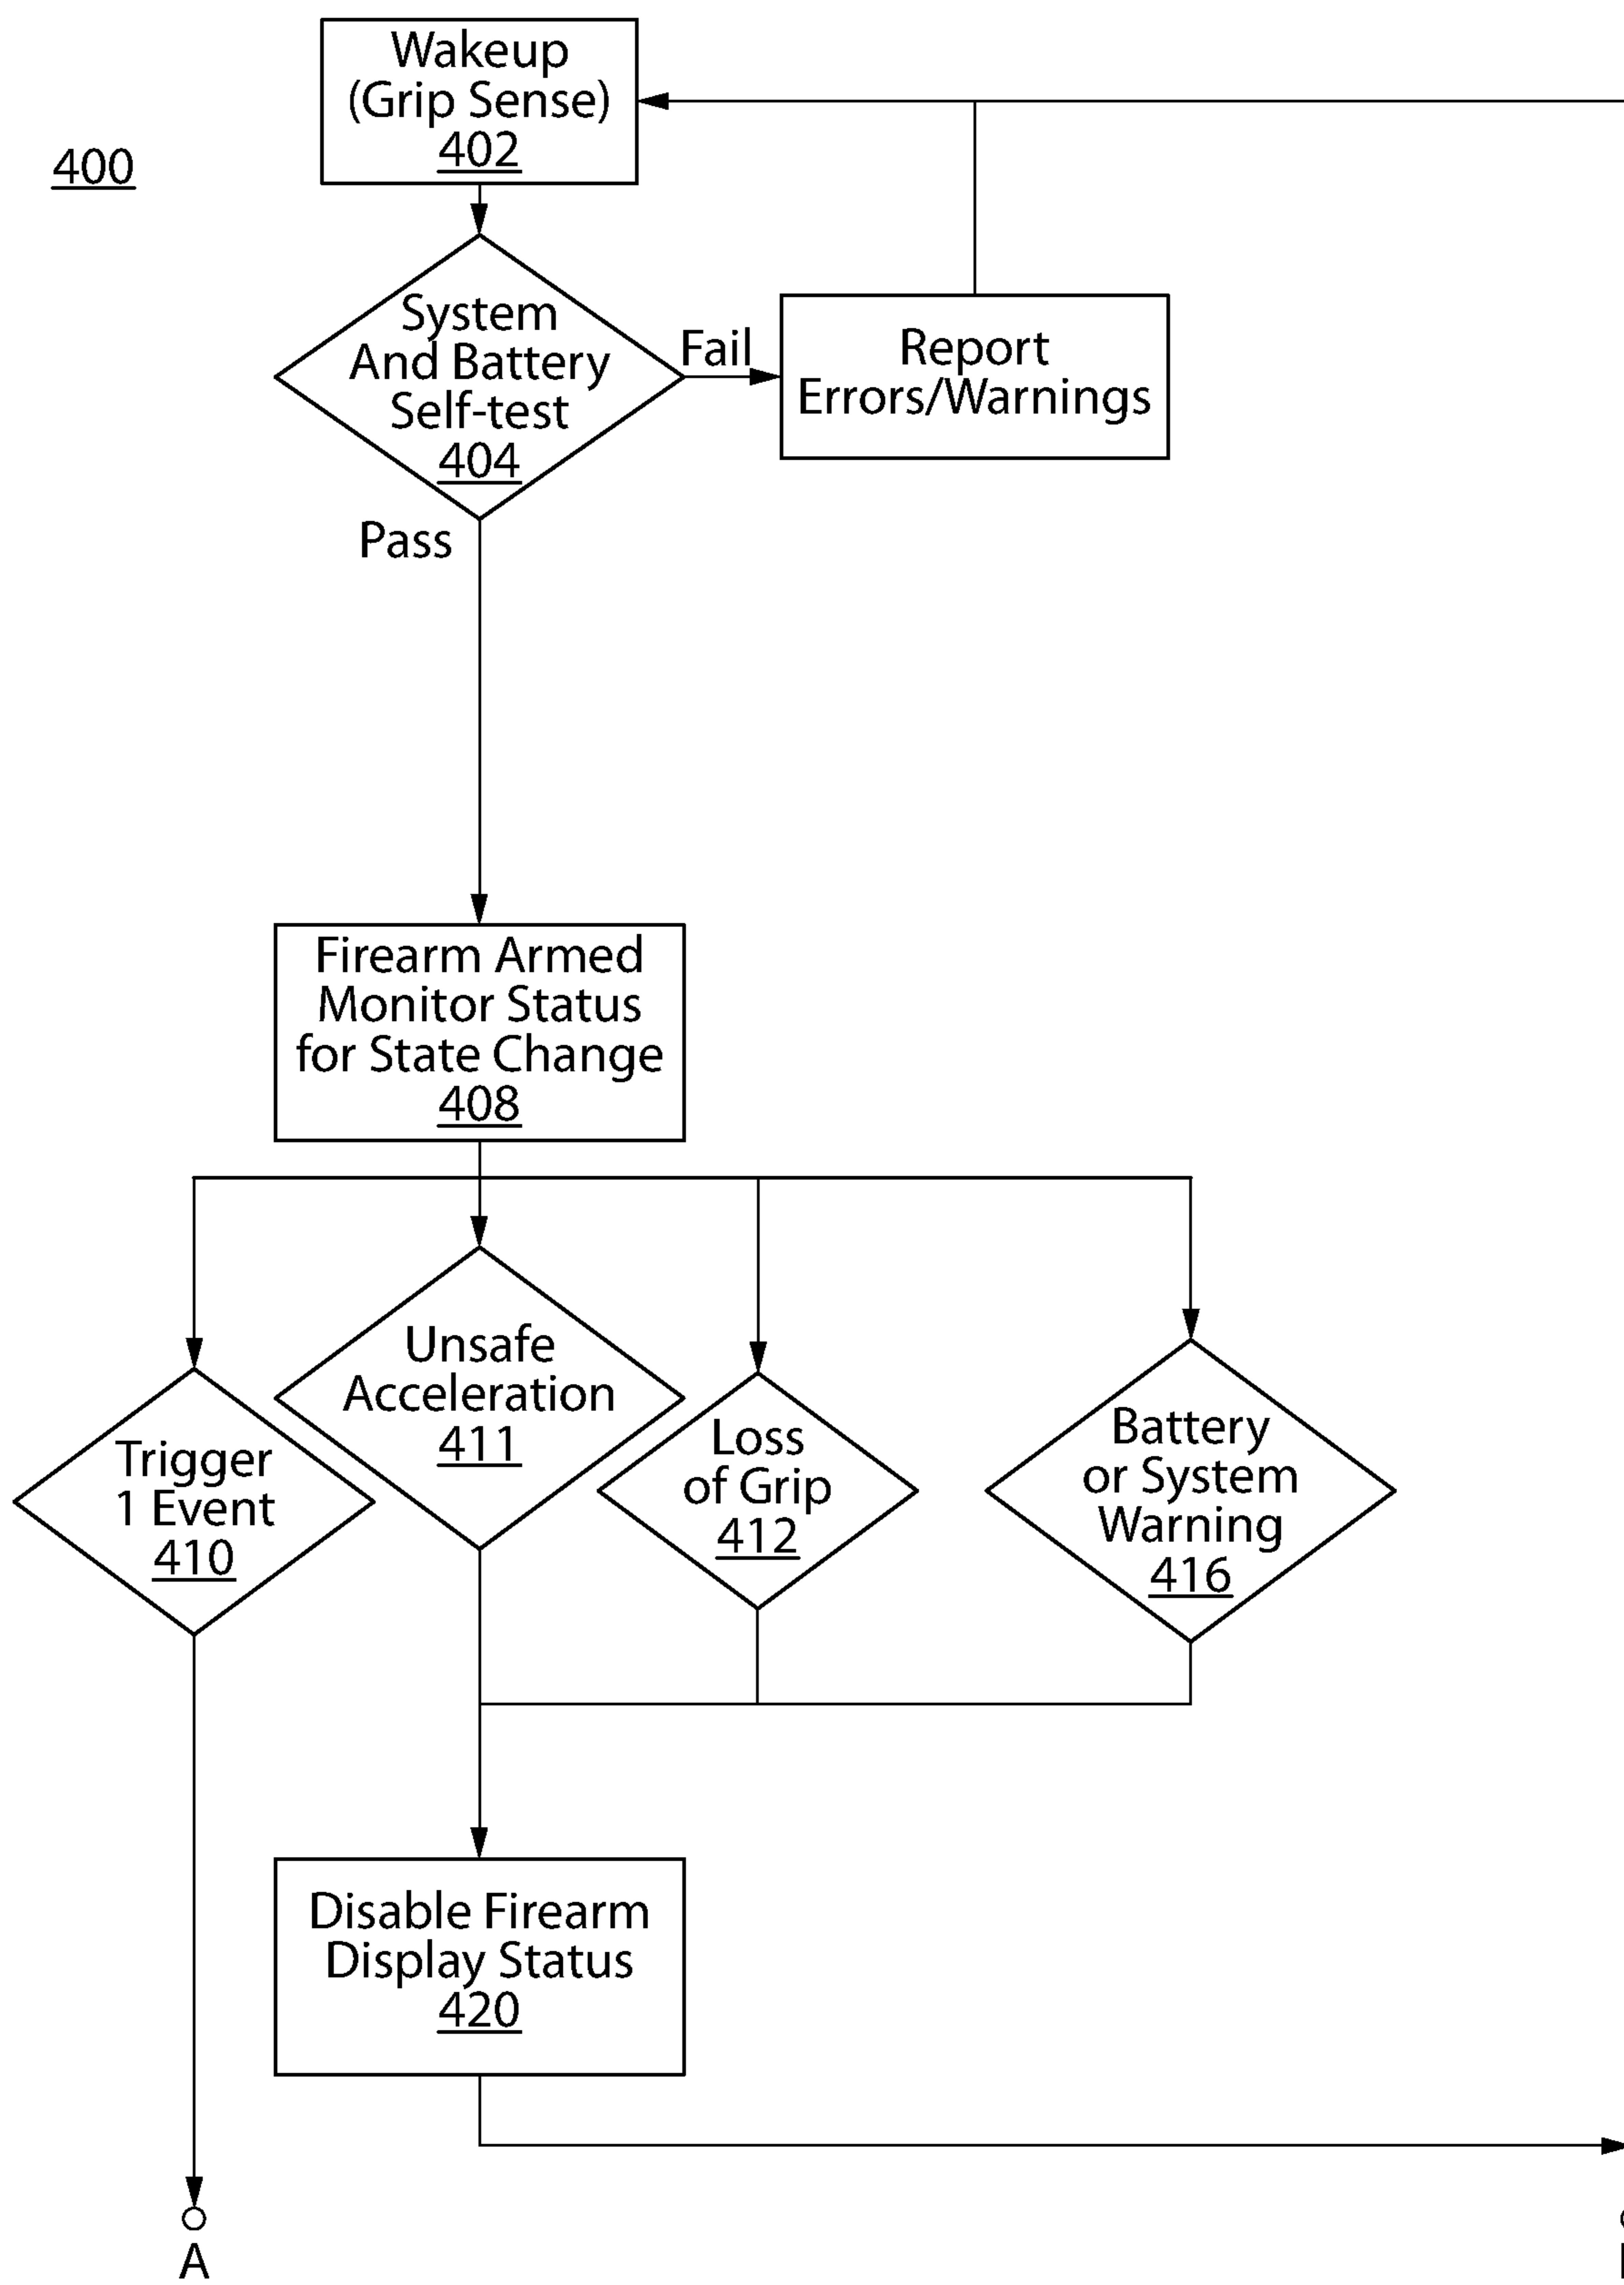 Wakeup
(Grip Sense)
402
400
System
And Battery
Self-test
404
Fail
Report
Errors/Warnings
Pass
Firearm Armed
Monitor Status
for State Change
408
Trigger
1 Event
410
Unsafe
Acceleration
411
Loss
of Grip
412
Battery
or System
Warning
416
Disable Firearm
Display Status
420
A